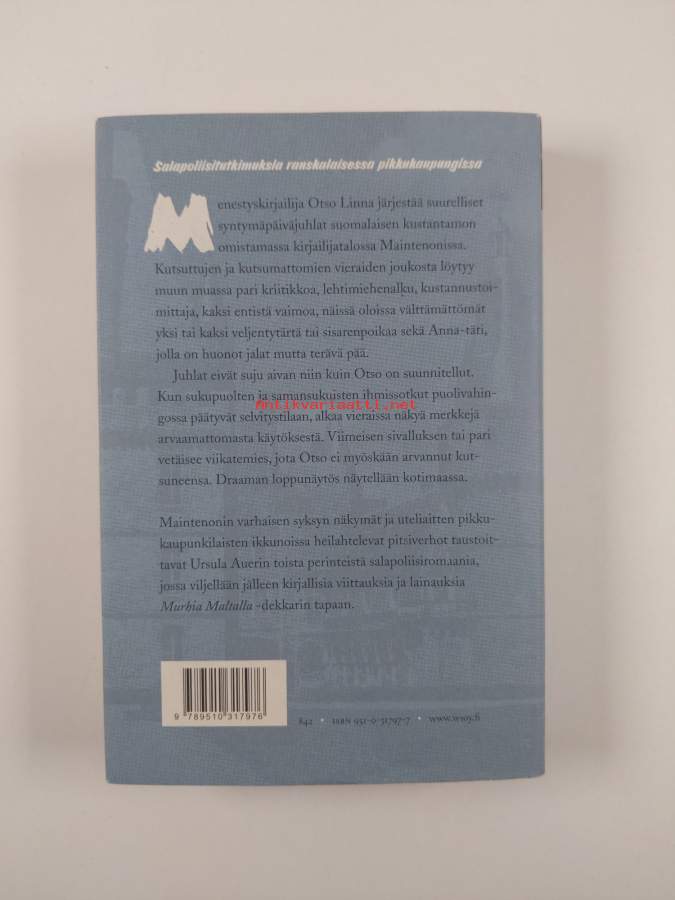 Salapoliisitutkimuksia ranskalaisessa pikkukaupungissa
Menestyskirjailija Otso Linna järjestää suurelliset
syntymäpäiväjuhlat suomalaisen kustantamon
omistamassa kirjailijatalossa Maintenonissa.
Kutsuttujen ja kutsumattomien vieraiden joukosta löytyy
muun muassa pari kriitikkoa, lehtimiehenalku, kustannustoi-
mittaja, kaksi entistä vaimoa, näissä oloissa välttämättömät
yksi tai kaksi veljentytärtä tai sisarenpoikaa sekä Anna-täti,
jolla on huonot jalat mutta terävä pää.
Juhlat eivät suju aivan niin kuin Otso on suunnitellut.
Kun sukupuolten ja samansukuisten ihmissotkut puolivahin-
Antikvariaatti.net
gossa päätyvät selvitystilaan, alkaa vieraissa näkyä merkkejä
arvaamattomasta käytöksestä. Viimeisen sivalluksen tai pari
vetäisee viikatemies, jota Otso ei myöskään arvannut kut-
suneensa. Draaman loppunäytös näytellään kotimaassa.
Maintenonin varhaisen syksyn näkymät ja uteliaitten pikku-
kaupunkilaisten ikkunoissa heilahtelevat pitsiverhot taustoit-
tavat Ursula Auerin toista perinteistä salapoliisiromaania,
jossa viljellään jälleen kirjallisia viittauksia ja lainauksia
Murhia Maltalla -dekkarin tapaan.
9 789510 317976
842 • ISBN 951-0-31797-7 • www.wsoy.fi